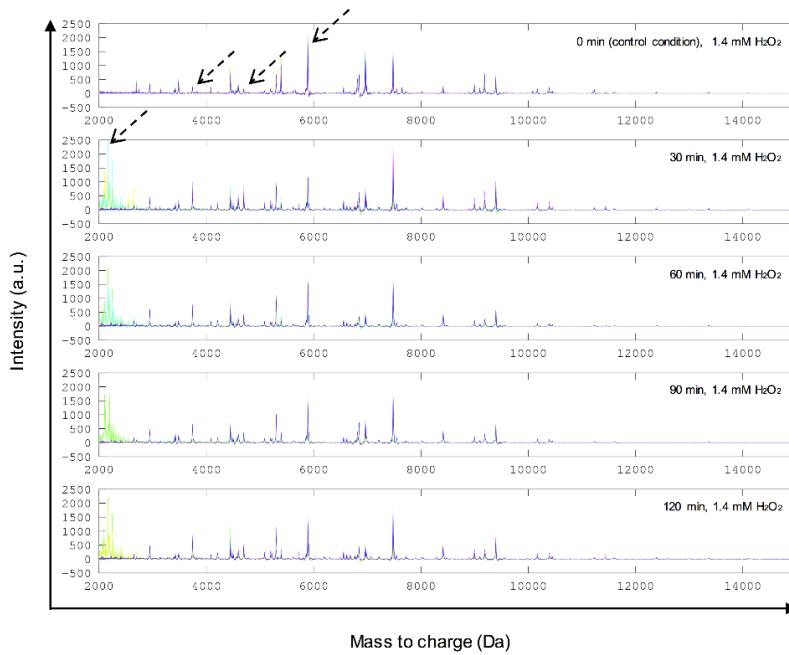 2500
2000
1500
1000
500
0
-500
0 min (control condition), 1.4 mM H₂O₂
2000 4000 6000 8000 10000 12000 14000
2500
2000
1500
1000
500
0
-500
30 min, 1.4 mM H₂O₂
2000 4000 6000 8000 10000 12000 14000
2500
2000
1500
1000
500
0
-500
60 min, 1.4 mM H₂O₂
2000 4000 6000 8000 10000 12000 14000
2500
2000
1500
1000
500
0
-500
90 min, 1.4 mM H₂O₂
2000 4000 6000 8000 10000 12000 14000
2500
2000
1500
1000
500
0
-500
120 min, 1.4 mM H₂O₂
2000 4000 6000 8000 10000 12000 14000
Intensity (a.u.)
Mass to charge (Da)